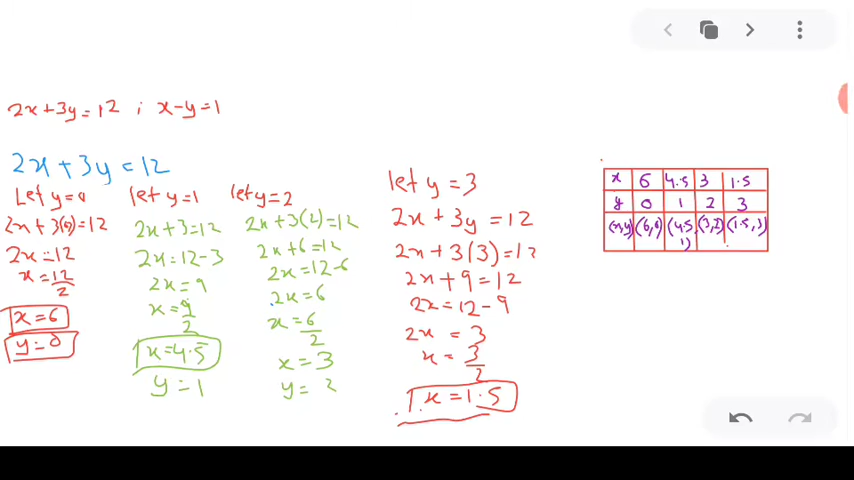 2x+3y=12 ; x-y=1
2x+3y=12
Let y=0
2x+3(0)=12
2x=12
x=12/2
x=6
y=0
let y=1
2x+3=12
2x=12-3
2x=9
x=9/2
x=4.5
y=1
let y=2
2x+3(2)=12
2x+6=12
2x=12-6
2x=6
x=6/2
x=3
y=2
let y=3
2x+3y=12
2x+3(3)=12
2x+9=12
2x=12-9
2x=3
x=3/2
x=1.5
x 6 4.5 3 1.5
y 0 1 2 3
(x,y) (6,0) (4.5, 1) (3,2) (1.5,3)